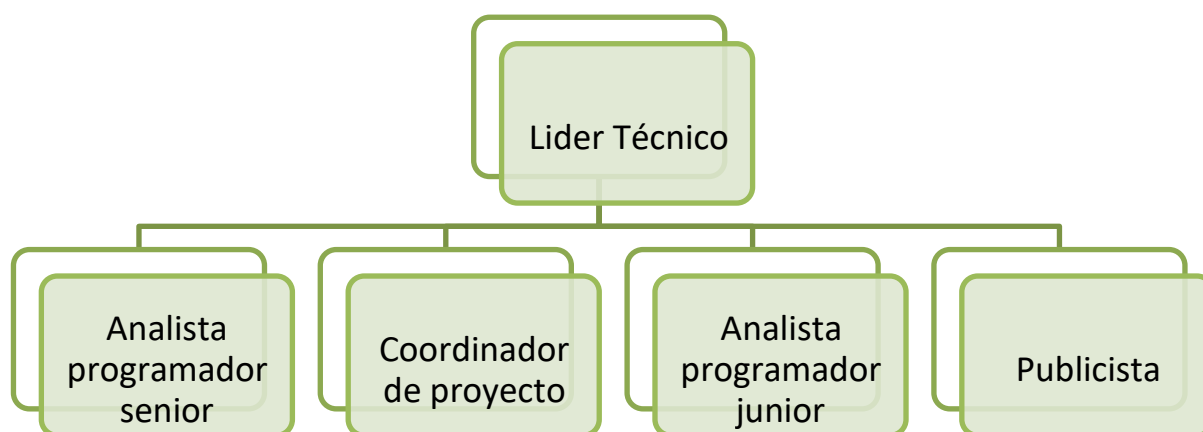 Lider Técnico
Analista
programador
senior
Coordinador
de proyecto
Analista
programador
junior
Publicista